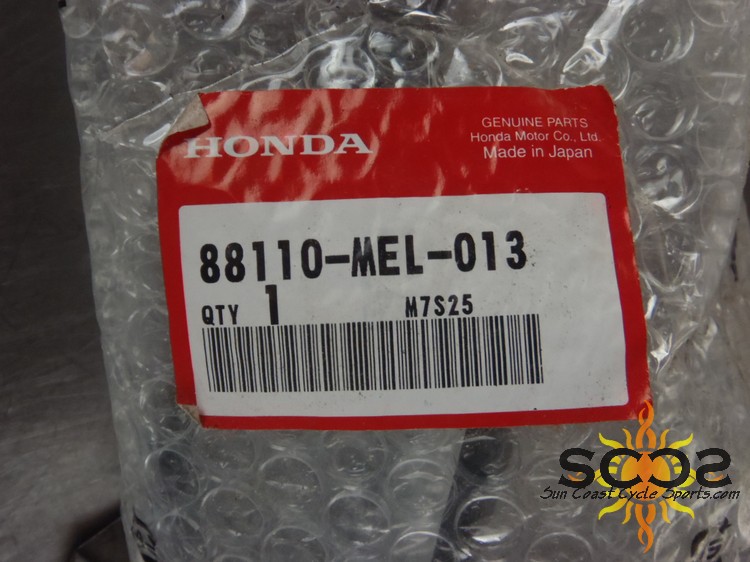 HONDA
GENUINE PARTS
Honda Motor Co., Ltd.
Made in Japan
88110-MEL-013
QTY 1 M7S25
SCCS
Sun Coast Cycle Sports.com